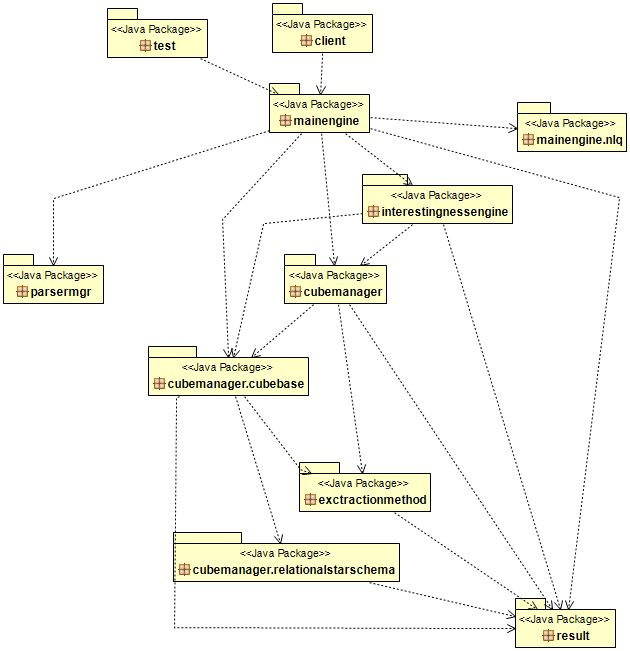 <<Java Package>>
test
<<Java Package>>
client
<<Java Package>>
mainengine
<<Java Package>>
mainengine.nlq
<<Java Package>>
interestingnessengine
<<Java Package>>
parsermgr
<<Java Package>>
cubemanager
<<Java Package>>
cubemanager.cubebase
<<Java Package>>
exctractionmethod
<<Java Package>>
cubemanager.relationalstarschema
<<Java Package>>
result